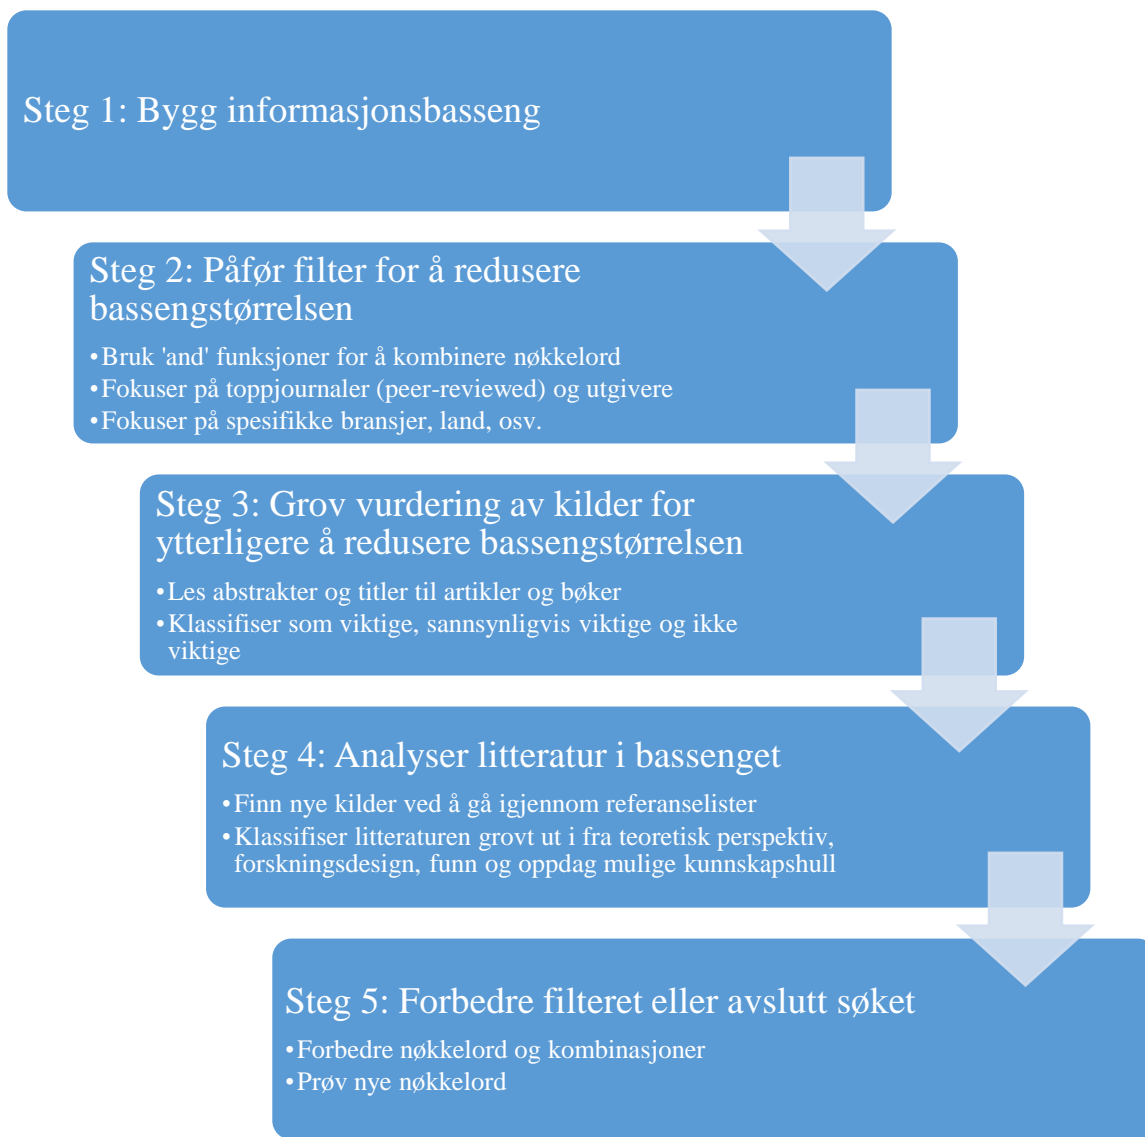 Steg 1: Bygg informasjonsbasseng
Steg 2: Påfør filter for å redusere
bassengstørrelsen
•Bruk 'and' funksjoner for å kombinere nøkkelord
•Fokuser på toppjournaler (peer-reviewed) og utgivere
•Fokuser på spesifikke bransjer, land, osv.
Steg 3: Grov vurdering av kilder for
ytterligere å redusere bassengstørrelsen
•Les abstrakter og titler til artikler og bøker
•Klassifiser som viktige, sannsynligvis viktige og ikke
viktige
Steg 4: Analyser litteratur i bassenget
•Finn nye kilder ved å gå igjennom referanselister
•Klassifiser litteraturen grovt ut i fra teoretisk perspektiv,
forskningsdesign, funn og oppdag mulige kunnskapshull
Steg 5: Forbedre filteret eller avslutt søket
•Forbedre nøkkelord og kombinasjoner
•Prøv nye nøkkelord